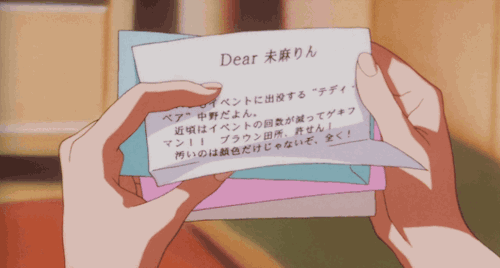 Dear 未麻りん
イベントに出没する “テディ・
ベア” 中野だよん。
近頃はイベントの回数が減ってゲキフ
マン!! ブラウン田所、許せん!
汚いのは顔色だけじゃないぞ、全く!